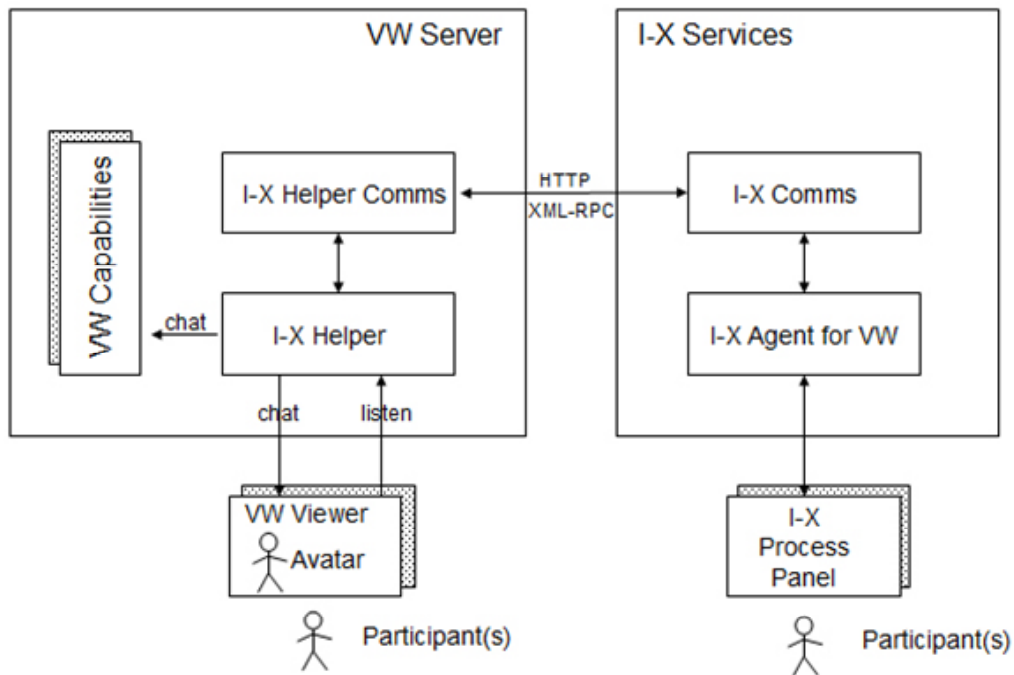 VW Server
I-X Services
VW Capabilities
I-X Helper Comms
HTTP
XML-RPC
I-X Comms
chat
I-X Helper
I-X Agent for VW
chat
listen
VW Viewer
Avatar
I-X
Process
Panel
Participant(s)
Participant(s)